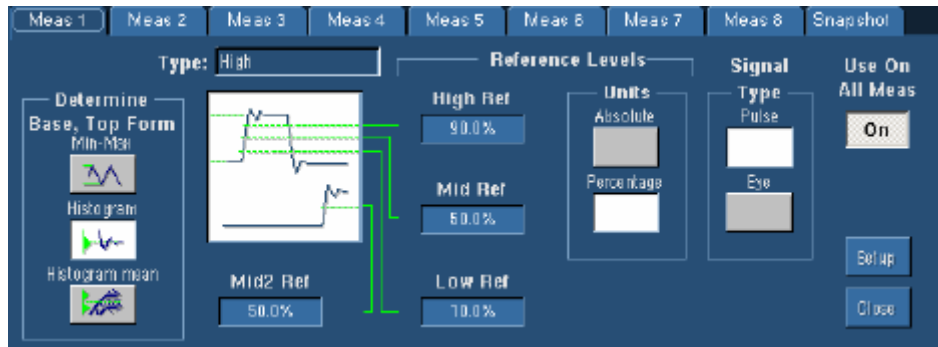 Meas 1 Meas 2 Meas 3 Meas 4 Meas 5 Meas 6 Meas 7 Meas 8 Snapshot
Type: High
Reference Levels
Signal Type
Use On All Meas
On
Determine Base, Top Form
Min-Max
Histogram
Histogram mean
High Ref
90.0%
Mid Ref
50.0%
Mid2 Ref
50.0%
Low Ref
10.0%
Units
Absolute
Percentage
Pulse
Eye
Setup
Close